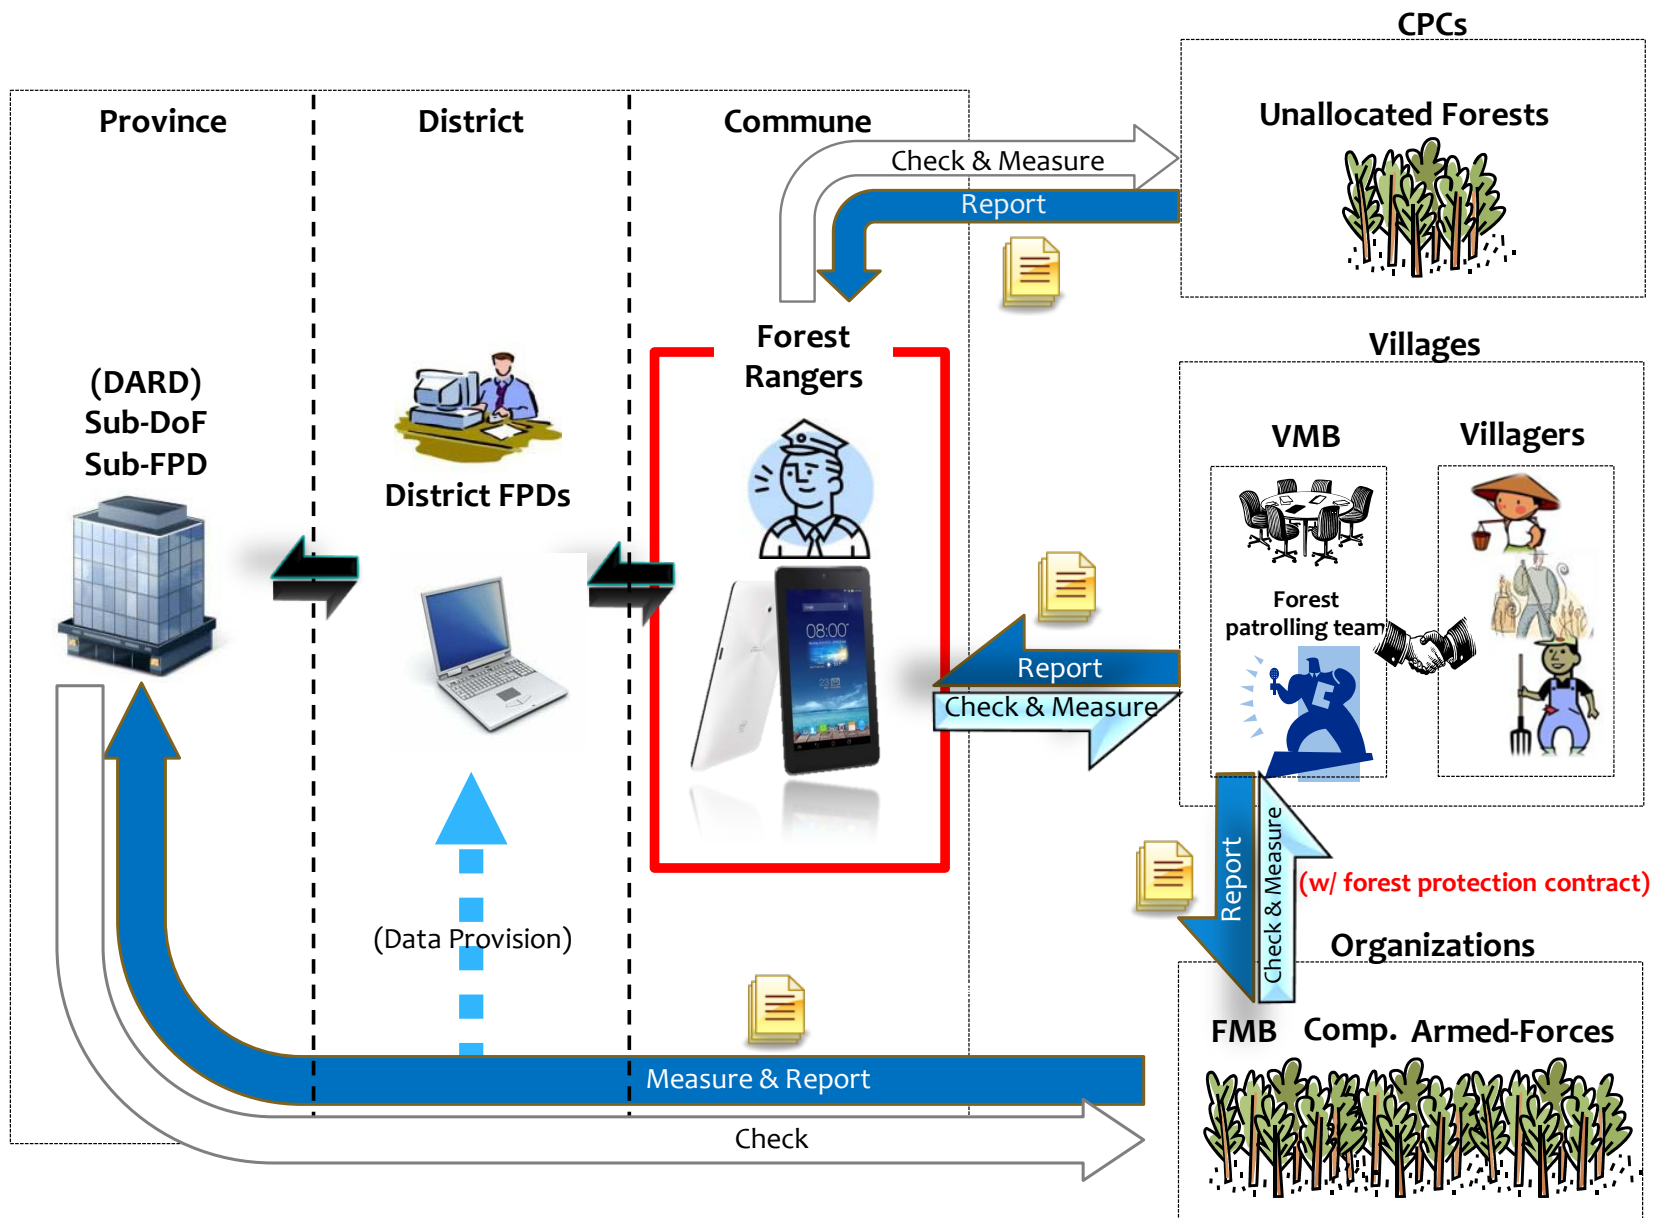 CPCs
Province
District
Commune
Unallocated Forests
Check & Measure
Report
Forest
Rangers
Villages
(DARD)
Sub-DoF
Sub-FPD
VMB
Villagers
District FPDs
Forest
patrolling team
08:00
Report
Check & Measure
Report
Check & Measure
(w/ forest protection contract)
(Data Provision)
Organizations
FMB
Comp.
Armed-Forces
Measure & Report
Check